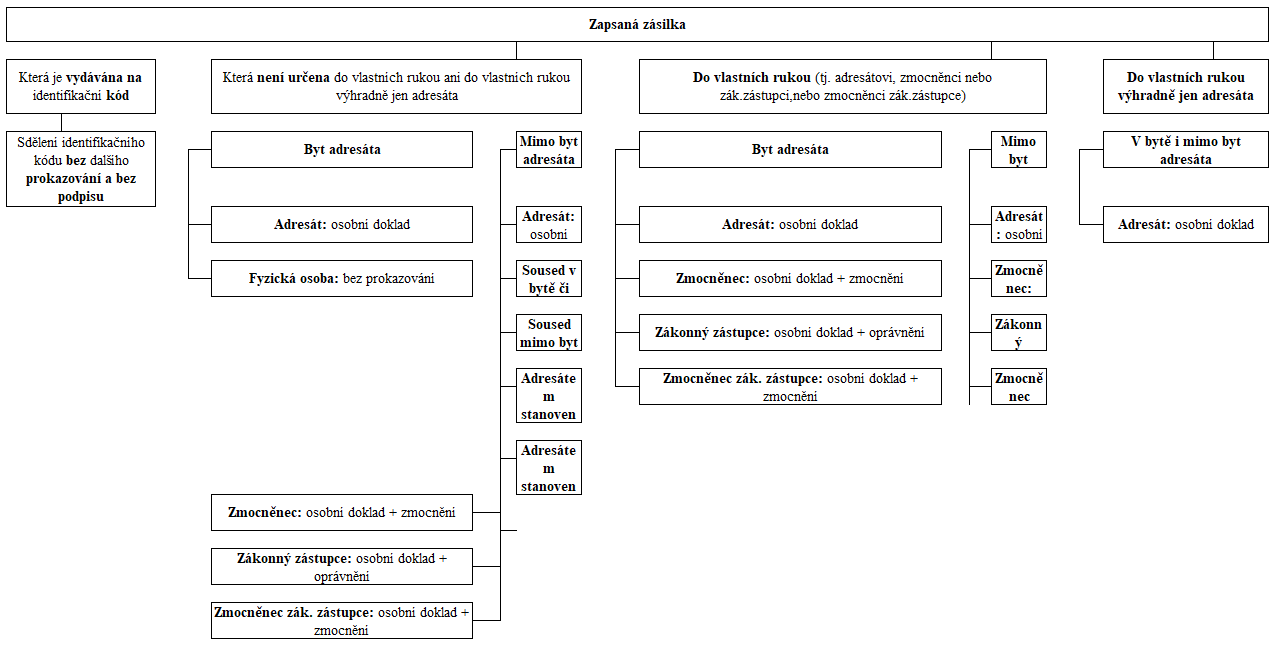 Zapsaná zásilka
Která je vydávána na
identifikační kód
Sdělení identifikačního
kódu bez dalšího
prokazování a bez
podpisu
Která není určena do vlastních rukou ani do vlastních rukou
výhradně jen adresáta
Byt adresáta
Adresát: osobní doklad
Fyzická osoba: bez prokazování
Mimo byt
adresáta
Adresát:
osobní
Soused v
bytě či
Soused
mimo byt
Adresáte
m
stanoven
Adresáte
m
stanoven
Zmocněnec: osobní doklad + zmocnění
Zákonný zástupce: osobní doklad +
oprávnění
Zmocněnec zák. zástupce: osobní doklad +
zmocnění
Do vlastních rukou (tj. adresátovi, zmocněnci nebo
zák.zástupci,nebo zmocněnci zák.zástupce)
Byt adresáta
Adresát: osobní doklad
Zmocněnec: osobní doklad + zmocnění
Zákonný zástupce: osobní doklad + oprávnění
Zmocněnec zák. zástupce: osobní doklad +
zmocnění
Mimo
byt
Adresát
: osobní
Zmocně
nec:
Zákonn
ý
Zmocně
nec
Do vlastních rukou
výhradně jen adresáta
V bytě i mimo byt
adresáta
Adresát: osobní doklad